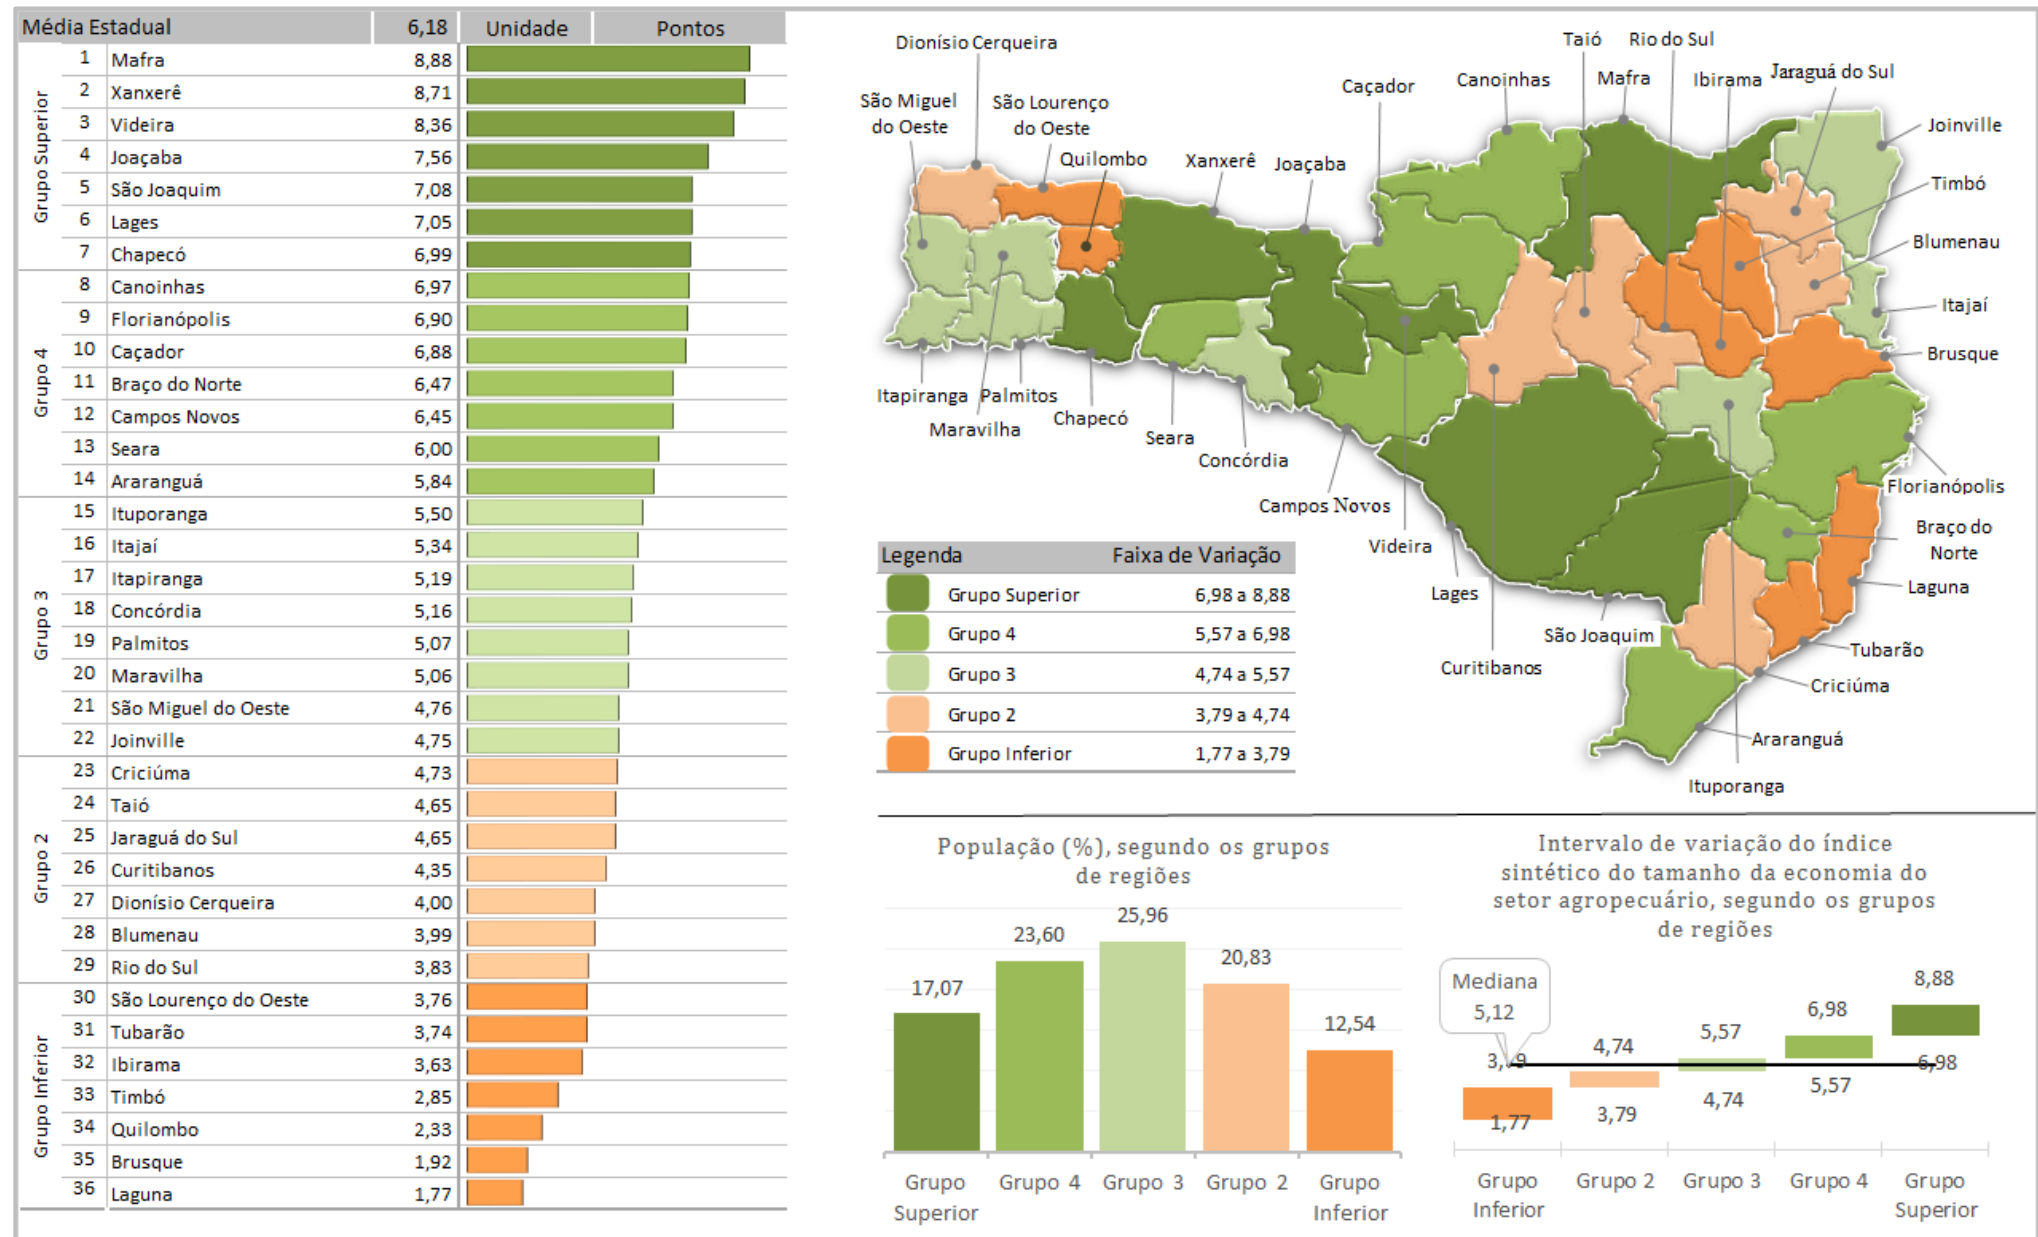 Média Estadual 6,18 Unidade Pontos
Grupo Superior
1 Mafra 8,88
2 Xanxerê 8,71
3 Videira 8,36
4 Joaçaba 7,56
5 São Joaquim 7,08
6 Lages 7,05
7 Chapecó 6,99
Grupo 4
8 Canoinhas 6,97
9 Florianópolis 6,90
10 Caçador 6,88
11 Braço do Norte 6,47
12 Campos Novos 6,45
13 Seara 6,00
14 Araranguá 5,84
Grupo 3
15 Ituporanga 5,50
16 Itajaí 5,34
17 Itapiranga 5,19
18 Concórdia 5,16
19 Palmitos 5,07
20 Maravilha 5,06
21 São Miguel do Oeste 4,76
22 Joinville 4,75
Grupo 2
23 Criciúma 4,73
24 Taió 4,65
25 Jaraguá do Sul 4,65
26 Curitibanos 4,35
27 Dionísio Cerqueira 4,00
28 Blumenau 3,99
29 Rio do Sul 3,83
Grupo Inferior
30 São Lourenço do Oeste 3,76
31 Tubarão 3,74
32 Ibirama 3,63
33 Timbó 2,85
34 Quilombo 2,33
35 Brusque 1,92
36 Laguna 1,77
Dionísio Cerqueira
São Miguel
do Oeste
São Lourenço
do Oeste
Quilombo
Xanxerê
Joaçaba
Caçador
Canoinhas
Taió
Mafra
Rio do Sul
Ibirama
Jaraguá do Sul
Joinville
Timbó
Blumenau
Itajaí
Brusque
Florianópolis
Braço do
Norte
Laguna
Tubarão
Criciúma
Araranguá
Ituporanga
Itapiranga
Palmitos
Maravilha
Chapecó
Seara
Concórdia
Campos Novos
Videira
Lages
São Joaquim
Curitibanos
Legenda Faixa de Variação
Grupo Superior 6,98 a 8,88
Grupo 4 5,57 a 6,98
Grupo 3 4,74 a 5,57
Grupo 2 3,79 a 4,74
Grupo Inferior 1,77 a 3,79
População (%), segundo os grupos
de regiões
17,07
23,60
25,96
20,83
12,54
Grupo
Superior
Grupo 4
Grupo 3
Grupo 2
Grupo
Inferior
Intervalo de variação do índice
sintético do tamanho da economia do
setor agropecuário, segundo os grupos
de regiões
Mediana
5,12
3,79
1,77
4,74
3,79
5,57
4,74
6,98
5,57
8,88
6,98
Grupo
Inferior
Grupo 2
Grupo 3
Grupo 4
Grupo
Superior